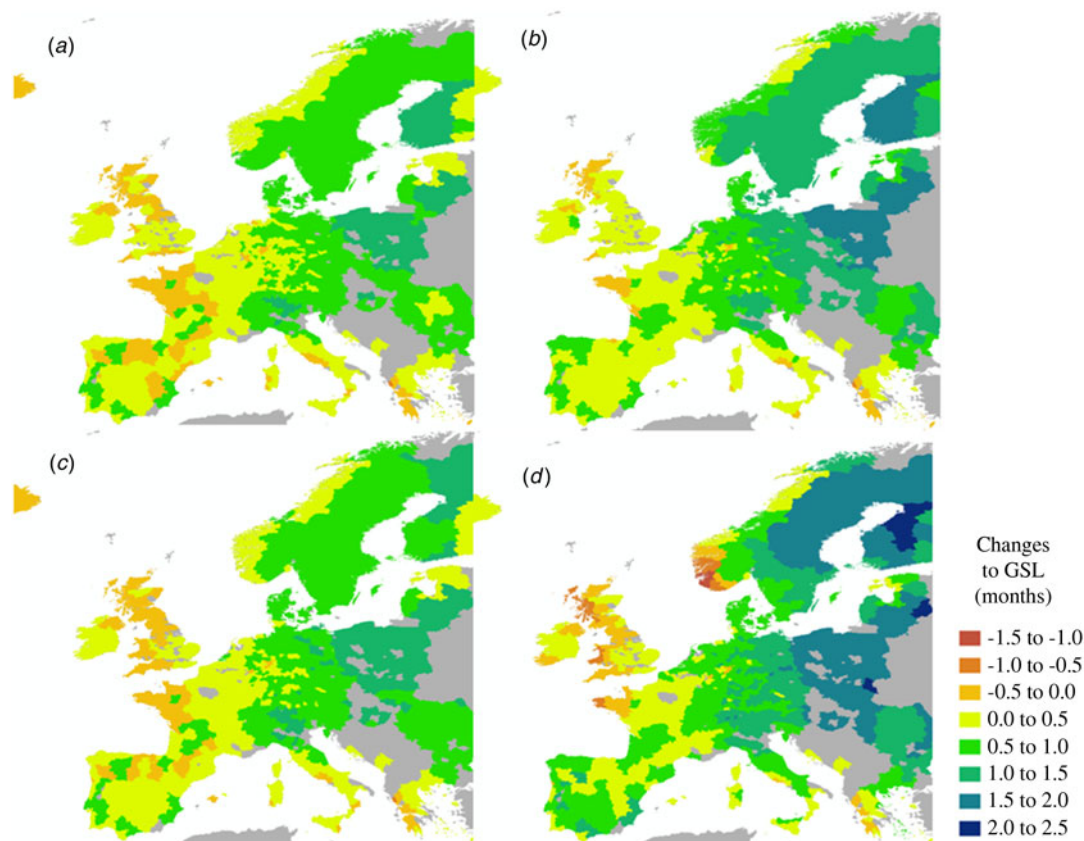 (a)
(b)
(c)
(d)
Changes
to GSL
(months)
-1.5 to -1.0
-1.0 to -0.5
-0.5 to 0.0
0.0 to 0.5
0.5 to 1.0
1.0 to 1.5
1.5 to 2.0
2.0 to 2.5